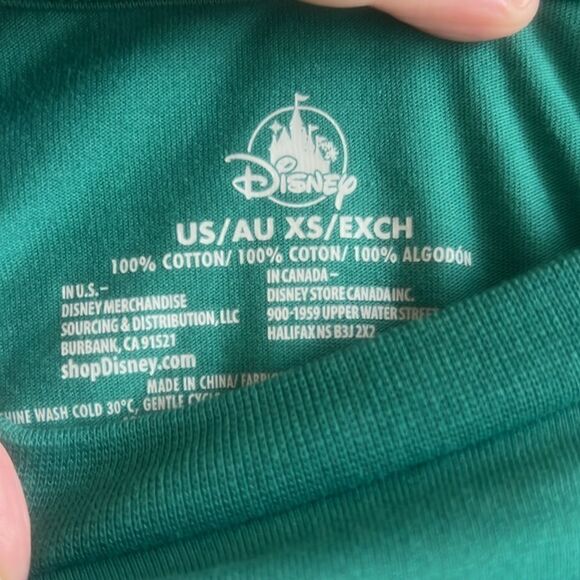 Disney
US/AU XS/EXCH
100% COTTON/ 100% COTON/ 100% ALGODÓN
IN U.S.–
DISNEY MERCHANDISE
SOURCING & DISTRIBUTION, LLC
BURBANK, CA 91521
shopDisney.com
IN CANADA–
DISNEY STORE CANADA INC.
900-1959 UPPER WATER STREET
HALIFAX NS B3J 2X2
MADE IN CHINA/
WASH COLD 30°C, GENTLE